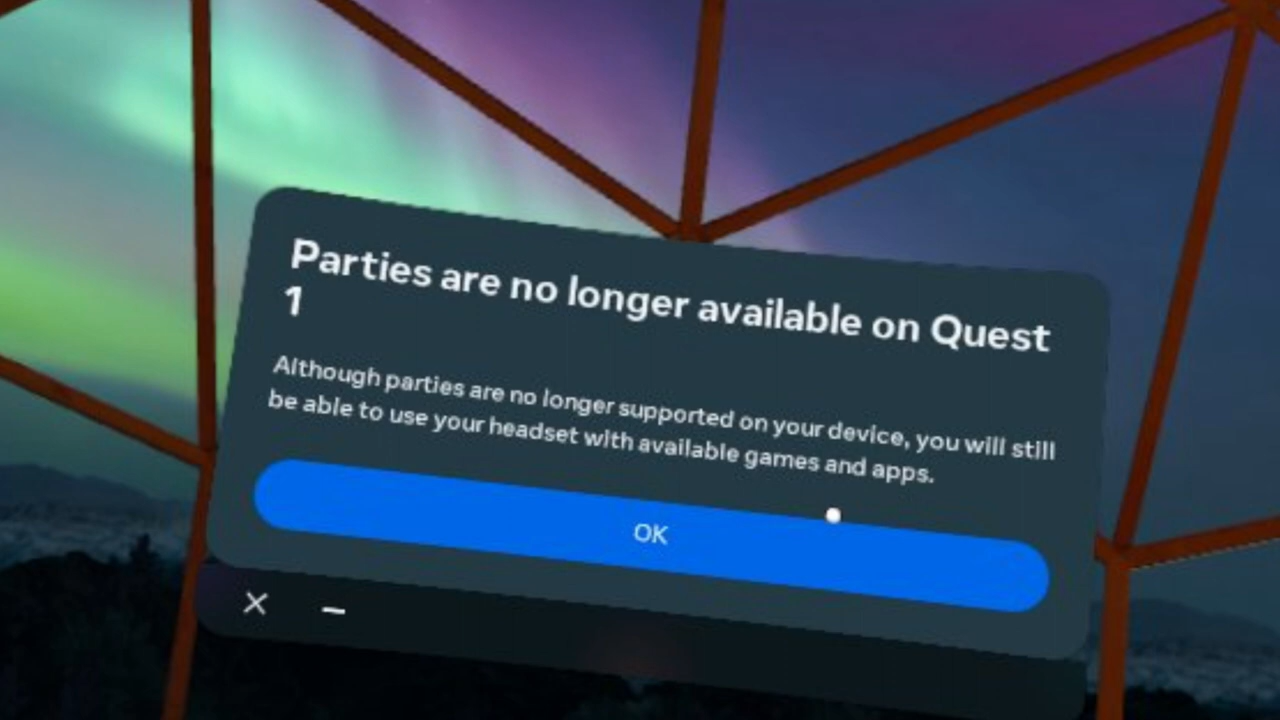 Parties are no longer available on Quest
1
Although parties are no longer supported on your device, you will still
be able to use your headset with available games and apps.
OK